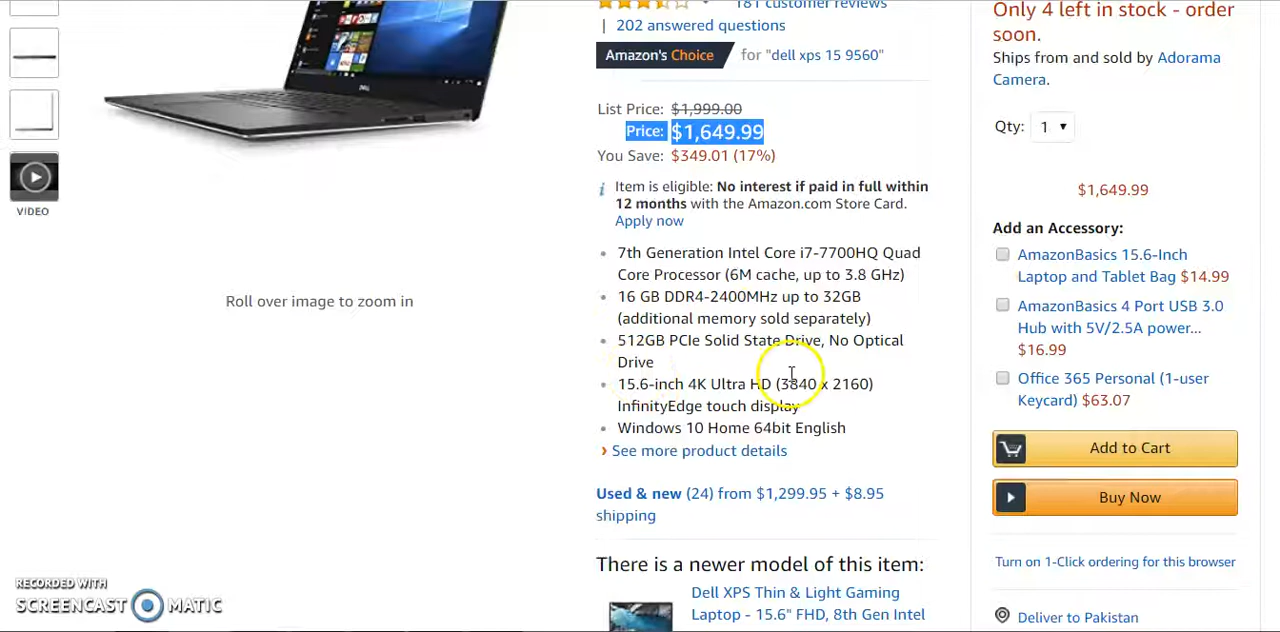 181 customer reviews
| 202 answered questions
Amazon's Choice for "dell xps 15 9560"
List Price: $1,999.00
Price: $1,649.99
You Save: $349.01 (17%)
i Item is eligible: No interest if paid in full within
12 months with the Amazon.com Store Card.
Apply now
• 7th Generation Intel Core i7-7700HQ Quad
Core Processor (6M cache, up to 3.8 GHz)
• 16 GB DDR4-2400MHz up to 32GB
(additional memory sold separately)
• 512GB PCIe Solid State Drive, No Optical
Drive
• 15.6-inch 4K Ultra HD (3840 x 2160)
InfinityEdge touch display
• Windows 10 Home 64bit English
› See more product details
Used & new (24) from $1,299.95 + $8.95
shipping
There is a newer model of this item:
Dell XPS Thin & Light Gaming
Laptop - 15.6" FHD, 8th Gen Intel
Only 4 left in stock - order
soon.
Ships from and sold by Adorama
Camera.
Qty: 1
$1,649.99
Add an Accessory:
AmazonBasics 15.6-Inch
Laptop and Tablet Bag $14.99
AmazonBasics 4 Port USB 3.0
Hub with 5V/2.5A power...
$16.99
Office 365 Personal (1-user
Keycard) $63.07
Add to Cart
Buy Now
Turn on 1-Click ordering for this browser
Deliver to Pakistan
VIDEO
Roll over image to zoom in
DELL
RECORDED WITH
SCREENCAST MATIC